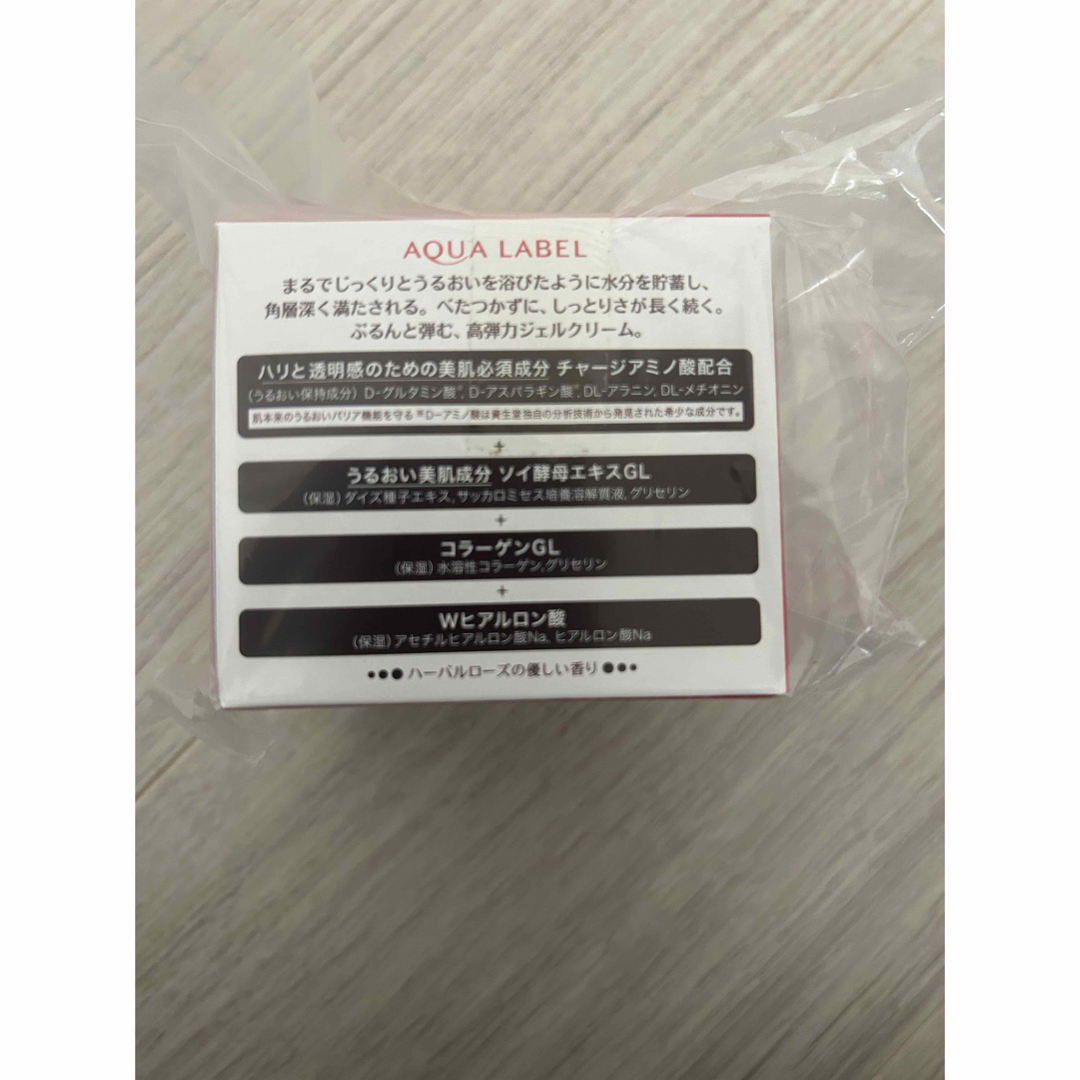 AQUA LABEL
まるでじっくりとうるおいを浴びたように水分を貯蓄し、
角層深く満たされる。べたつかずに、しっとりさが長く続く。
ぷるんと弾む、高弾力ジェルクリーム。
ハリと透明感のための美肌必須成分 チャージアミノ酸配合
(うるおい保持成分) D-グルタミン酸※, D-アスパラギン酸※, DL-アラニン, DL-メチオニン
肌本来のうるおいバリア機能を守る ※D-アミノ酸は資生堂独自の分析技術から発見された希少な成分です。
+
うるおい美肌成分 ソイ酵母エキスGL
(保湿) ダイズ種子エキス, サッカロミセス培養溶解質液, グリセリン
+
コラーゲンGL
(保湿) 水溶性コラーゲン,グリセリン
+
Wヒアルロン酸
(保湿) アセチルヒアルロン酸Na, ヒアルロン酸Na
●●● ハーバルローズの優しい香り ●●●